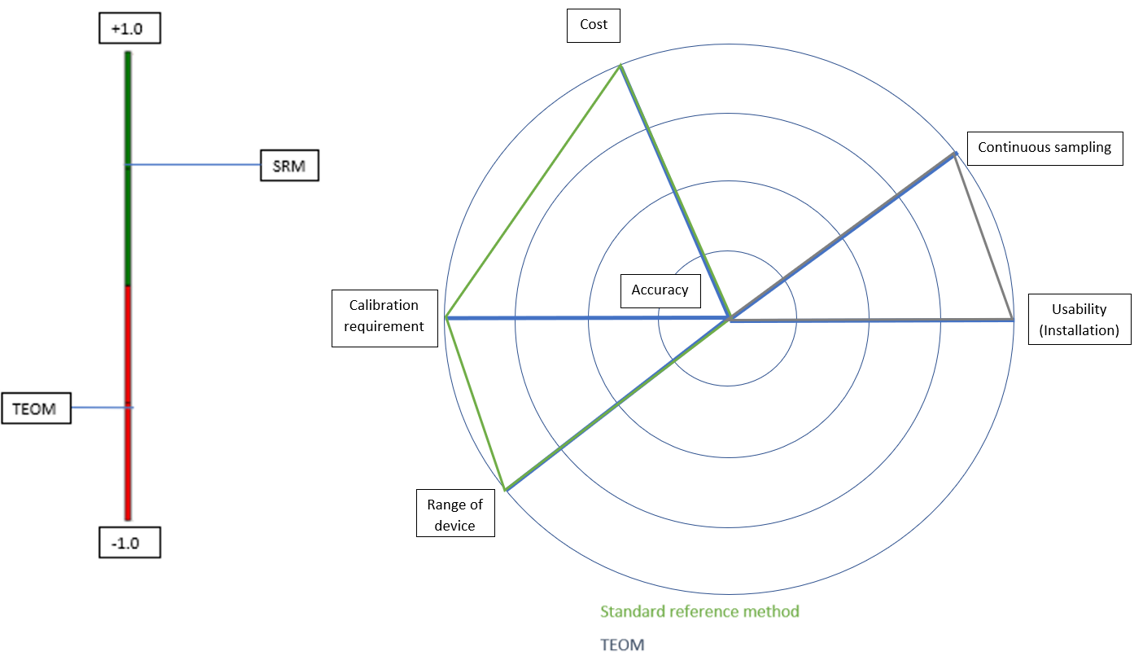 +1.0
SRM
TEOM
-1.0
Cost
Continuous sampling
Accuracy
Calibration
requirement
Usability
(Installation)
Range of
device
Standard reference method
TEOM